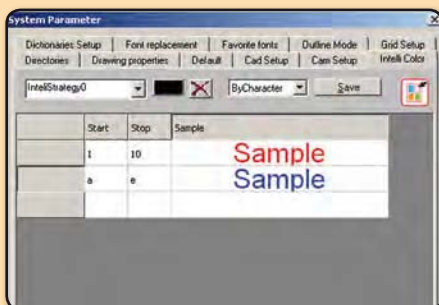 System Parameter
Dictionaries Setup Font replacement Favorite fonts Outline Mode Grid Setup
Directories Drawing properties Default Cad Setup Cam Setup Intelli Color
InteliStrategy0 ByCharacter Save
Start Stop Sample
1 10 Sample
a e Sample